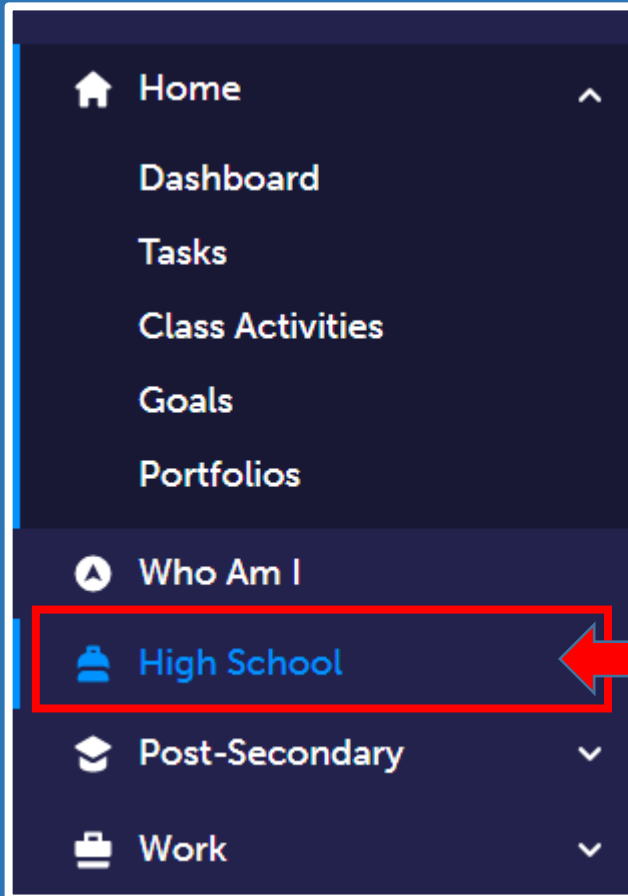 Home
Dashboard
Tasks
Class Activities
Goals
Portfolios
Who Am I
High School
Post-Secondary
Work